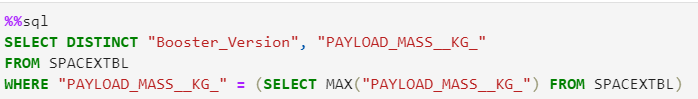 %%sql
SELECT DISTINCT "Booster_Version", "PAYLOAD_MASS__KG_"
FROM SPACEXTBL
WHERE "PAYLOAD_MASS__KG_" = (SELECT MAX("PAYLOAD_MASS__KG_") FROM SPACEXTBL)